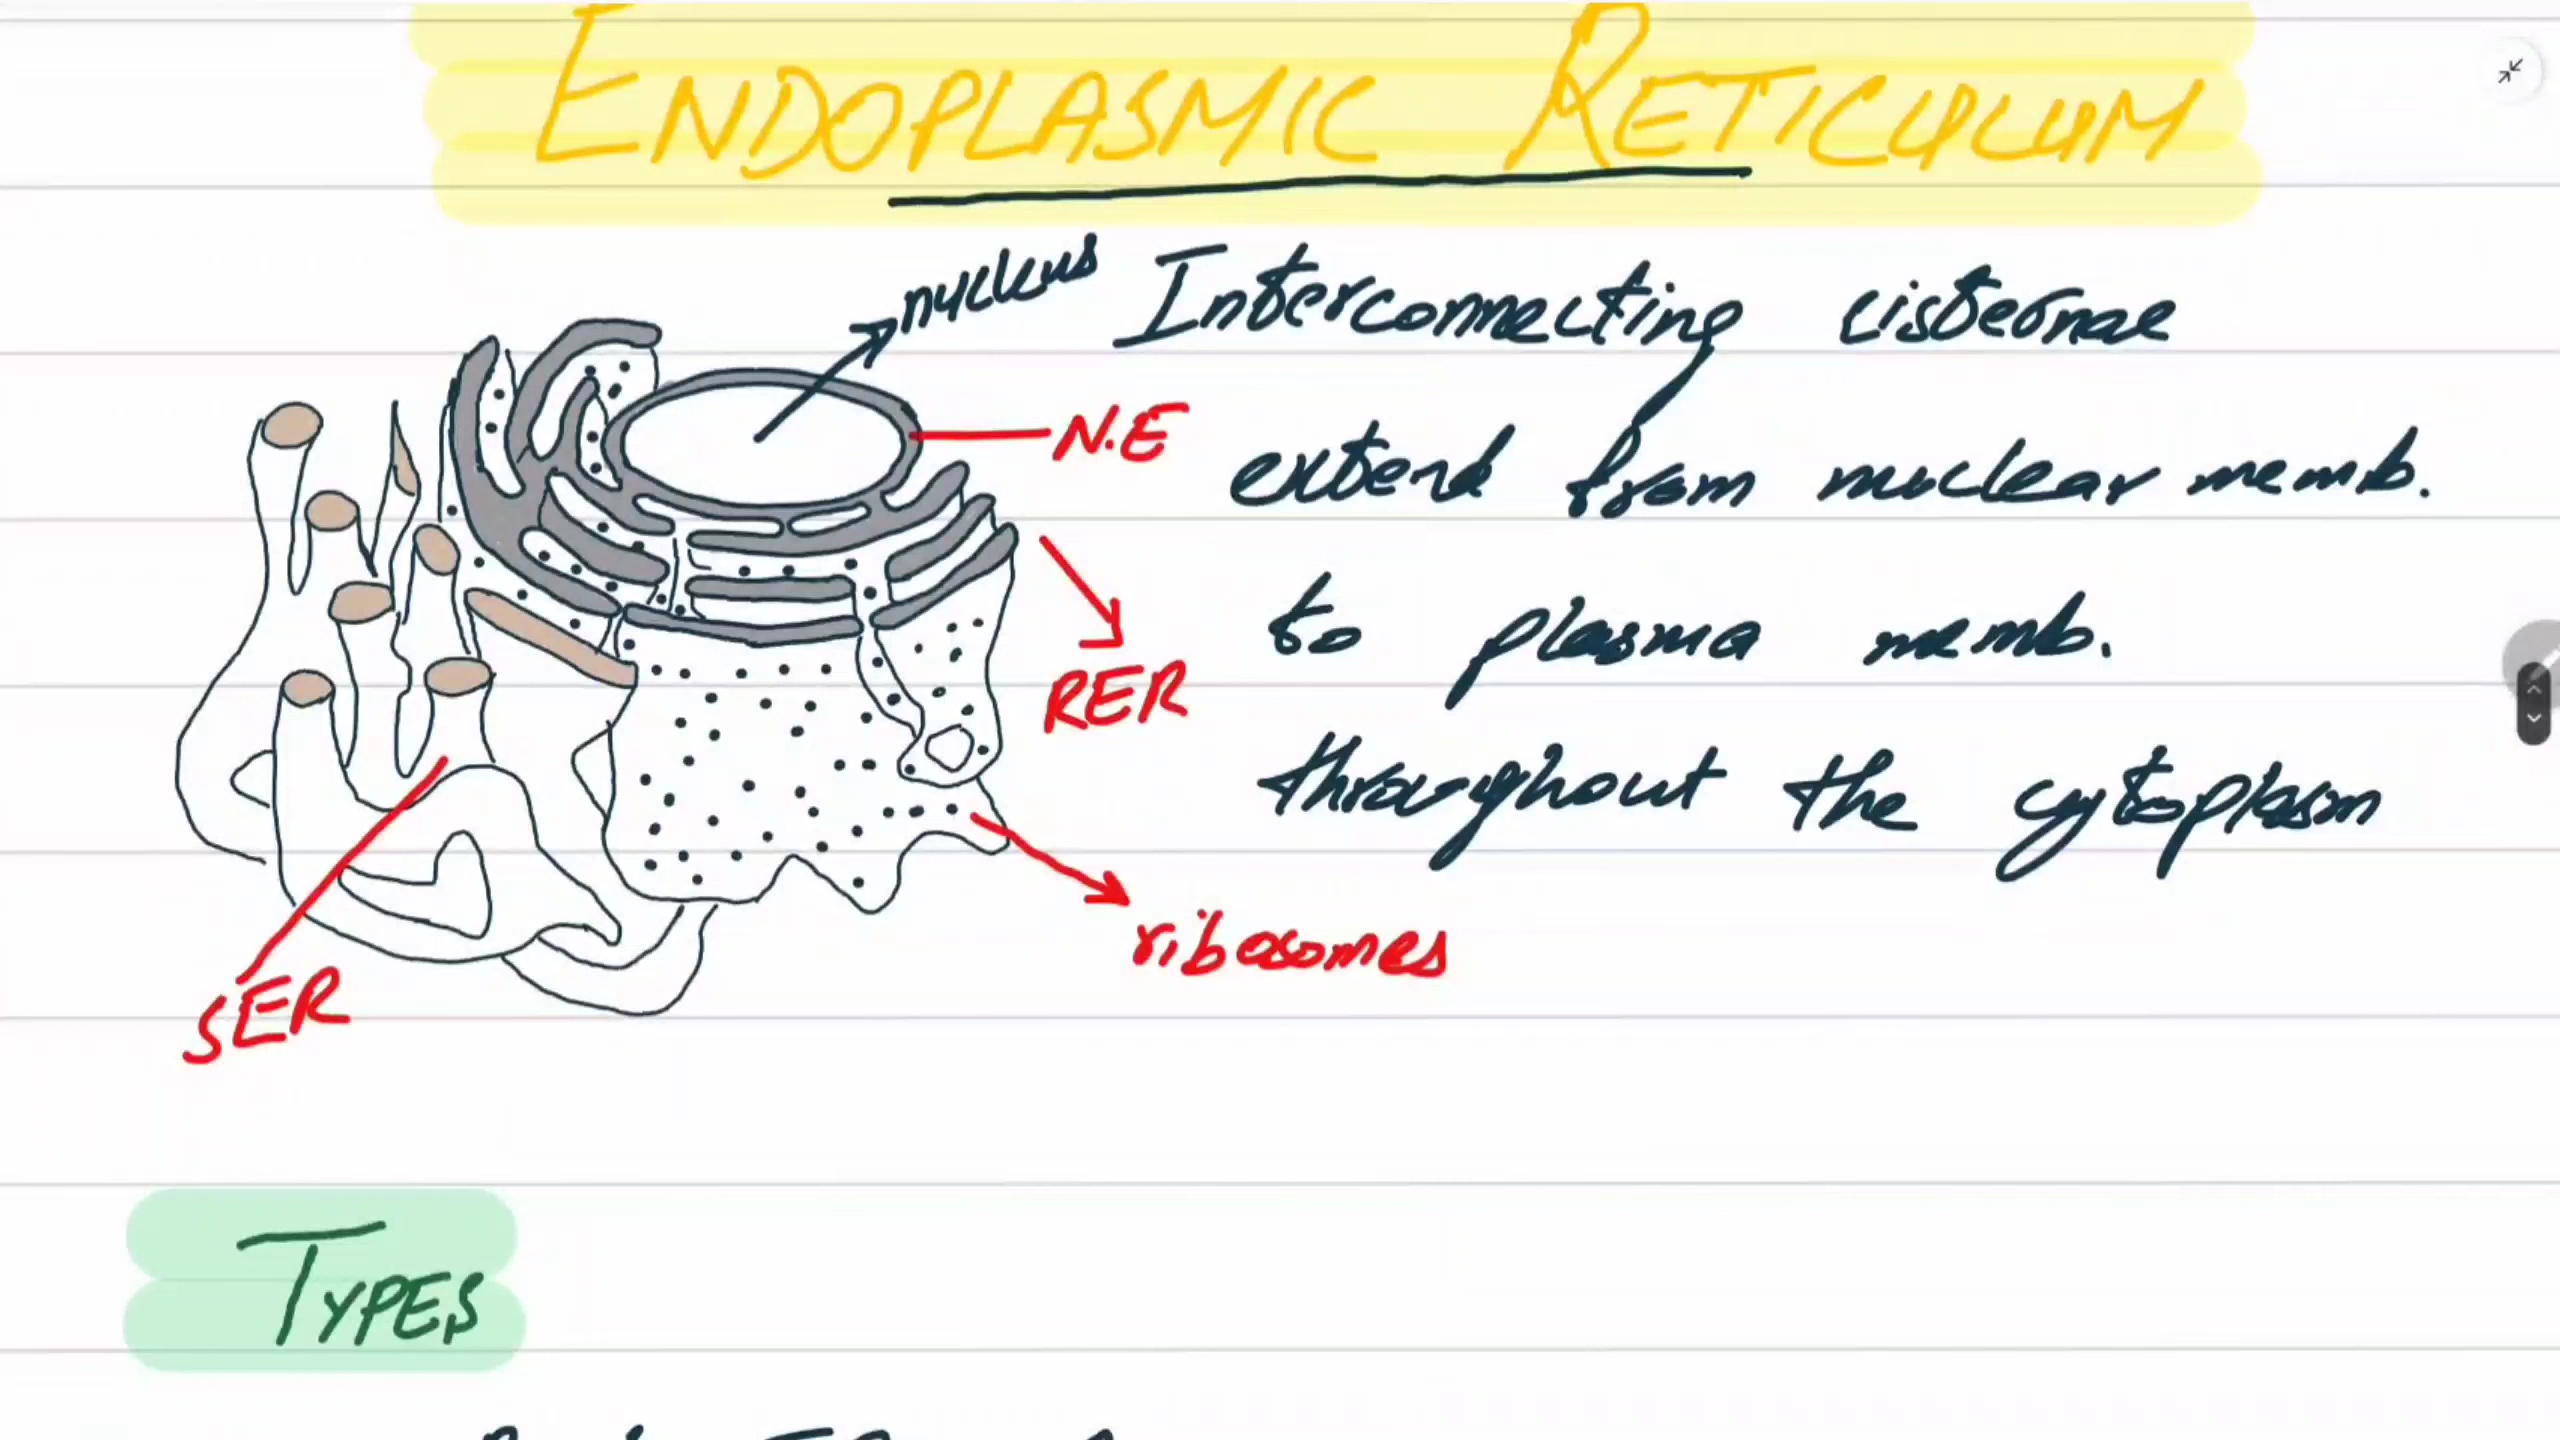 ENDOPLASMIC RETICULUM
nucleus
Interconnecting cisternae
N.E
extend from nuclear memb.
to plasma memb.
RER
throughout the cytoplasm
ribosomes
SER
TYPES